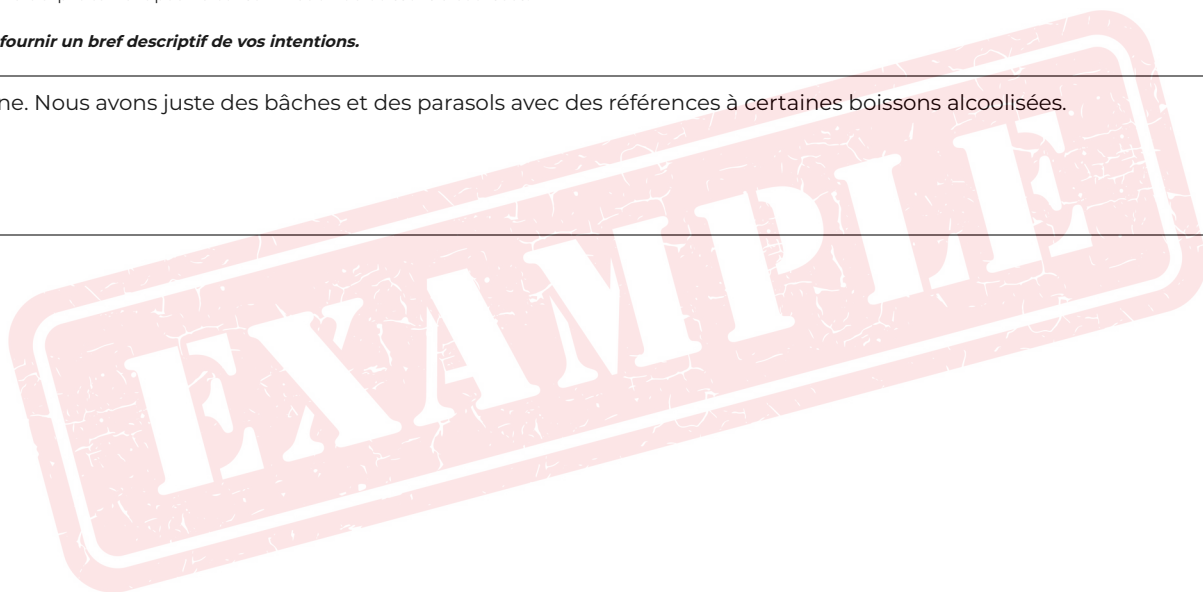 fournir un bref descriptif de vos intentions.
ne. Nous avons juste des bâches et des parasols avec des références à certaines boissons alcoolisées.
EXAMPLE